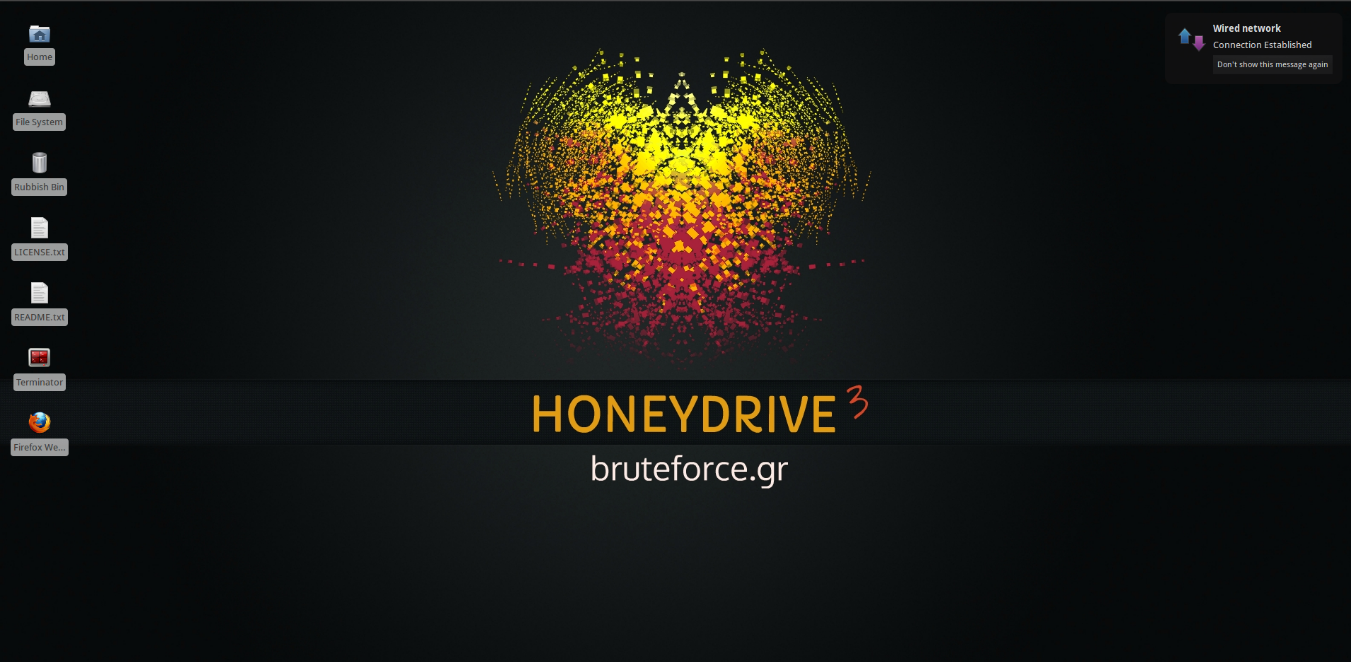 Home
File System
Rubbish Bin
LICENSE.txt
README.txt
Terminator
Firefox We...
Wired network
Connection Established
Don't show this message again
HONEYDRIVE 3
bruteforce.gr